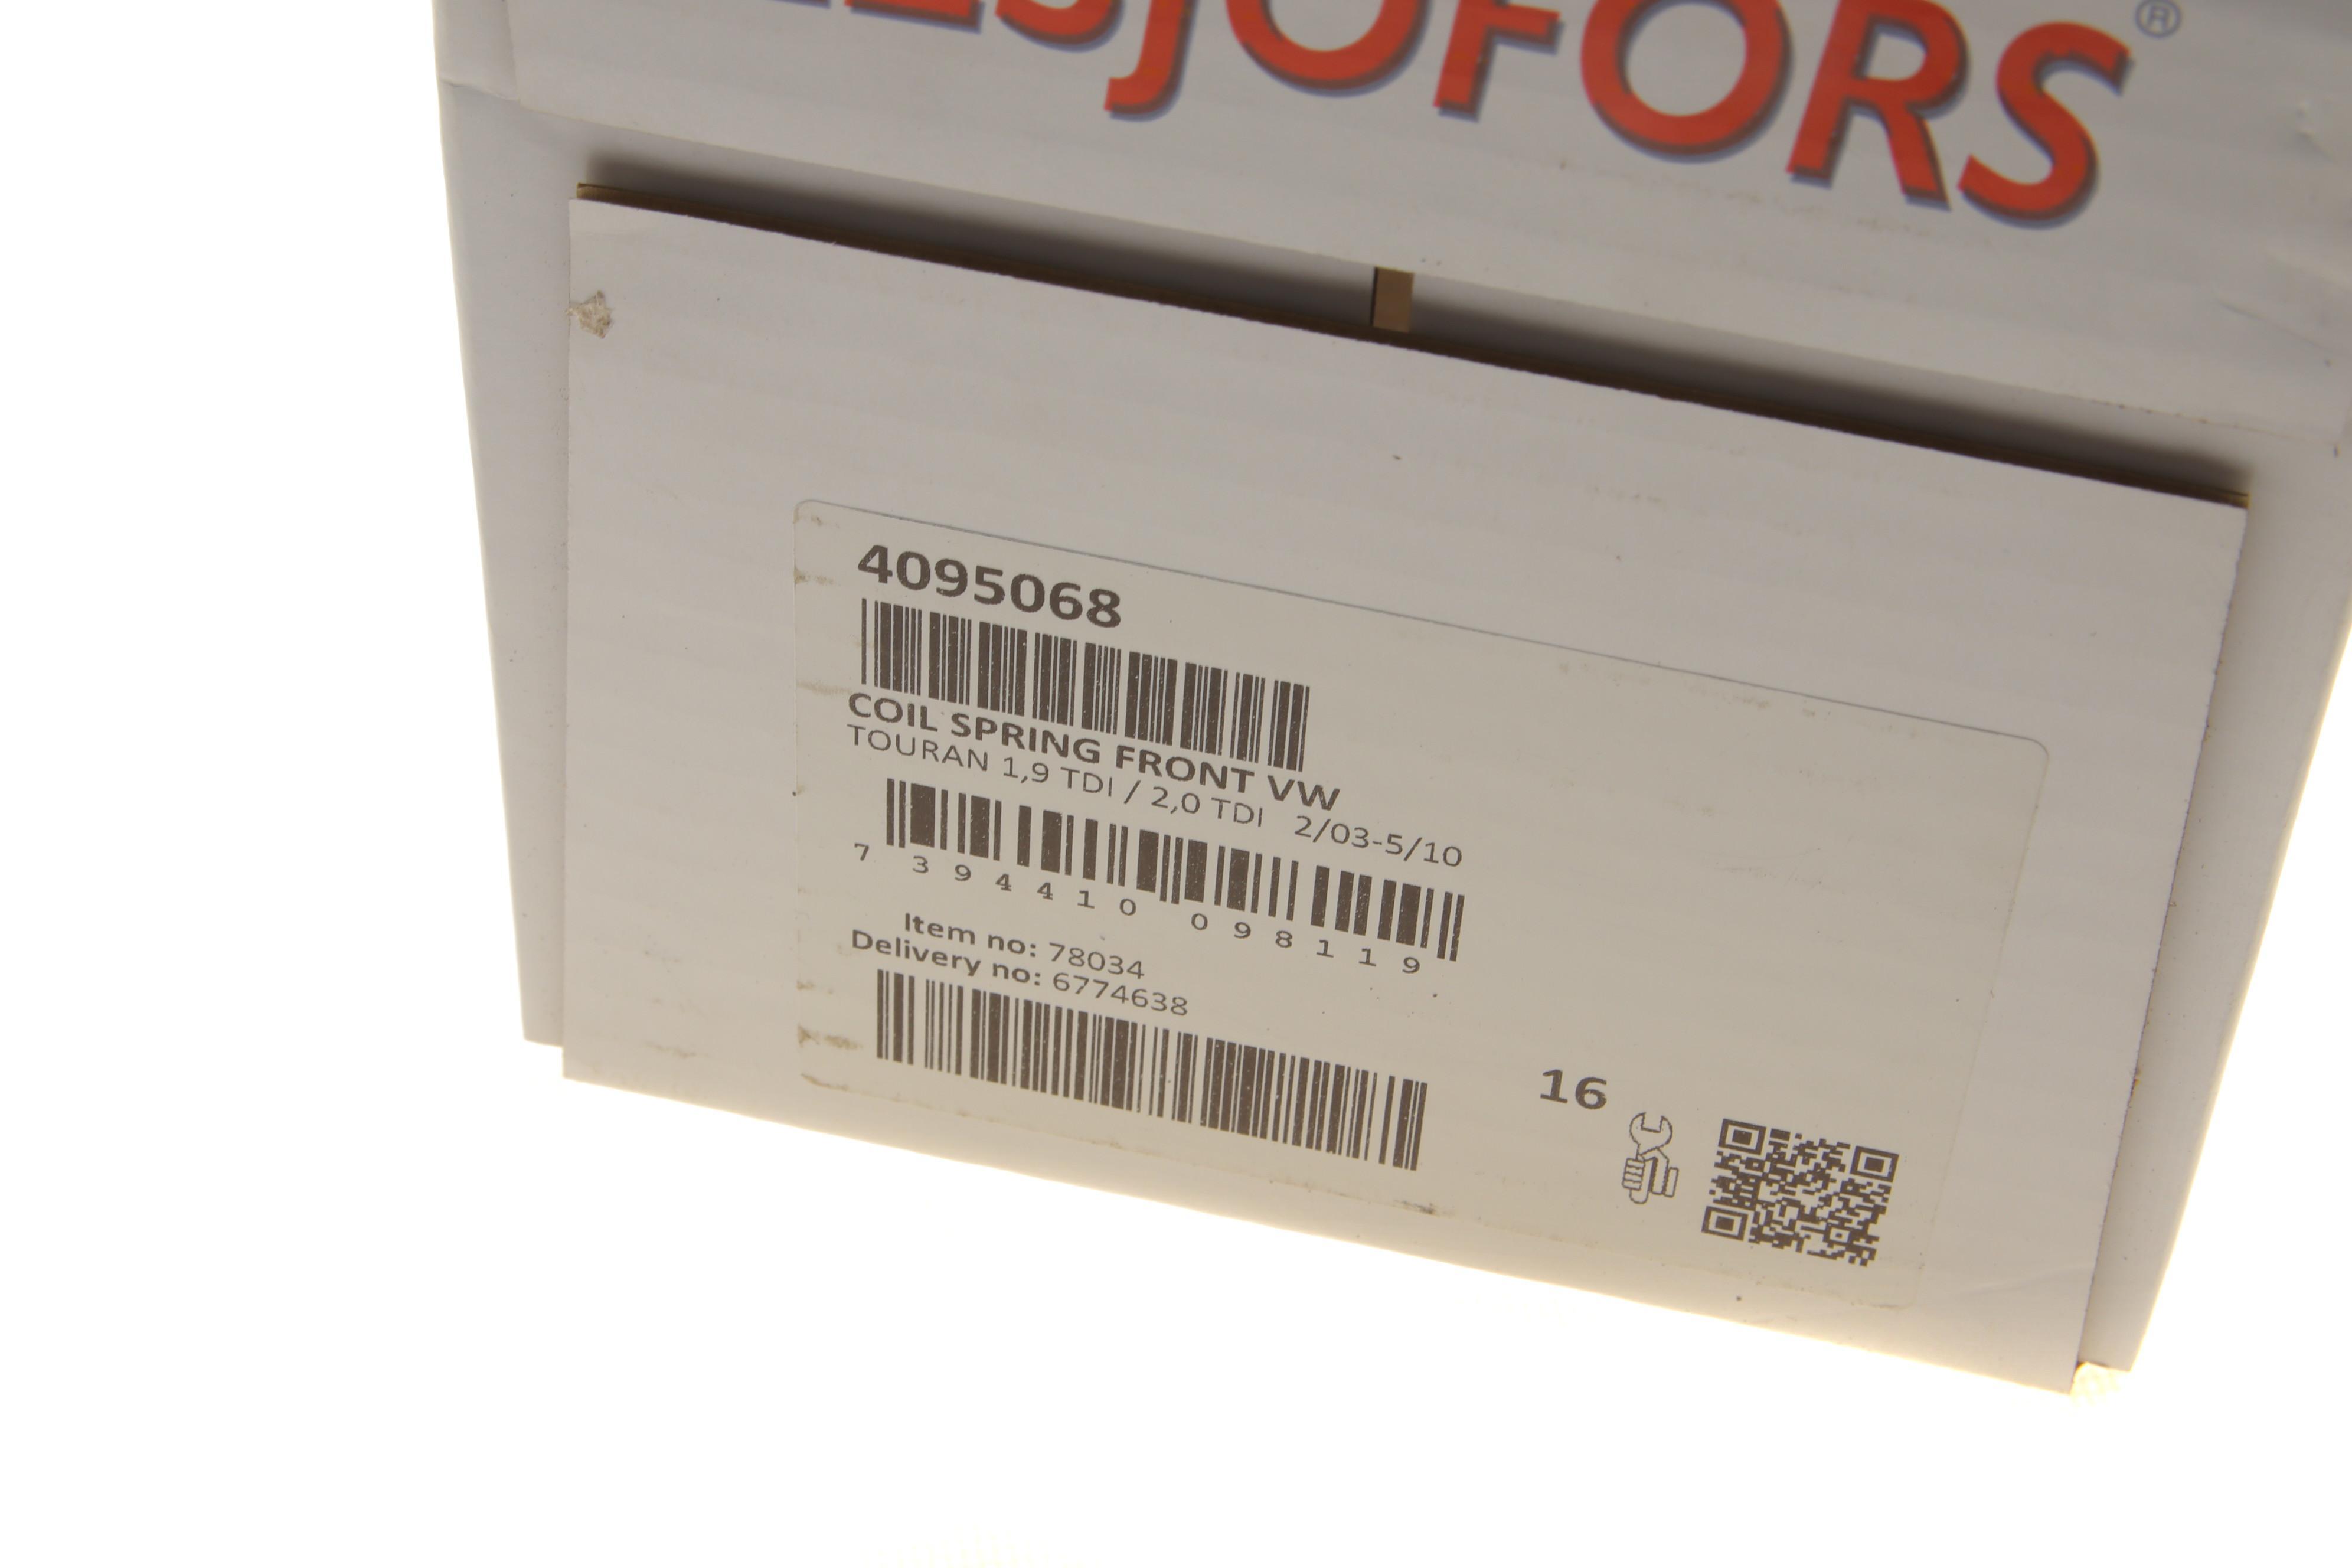 LESJOFORS®
4095068
COIL SPRING FRONT VW
TOURAN 1,9 TDI / 2,0 TDI 2/03-5/10
7 394410 098119
Item no: 78034
Delivery no: 6774638
16